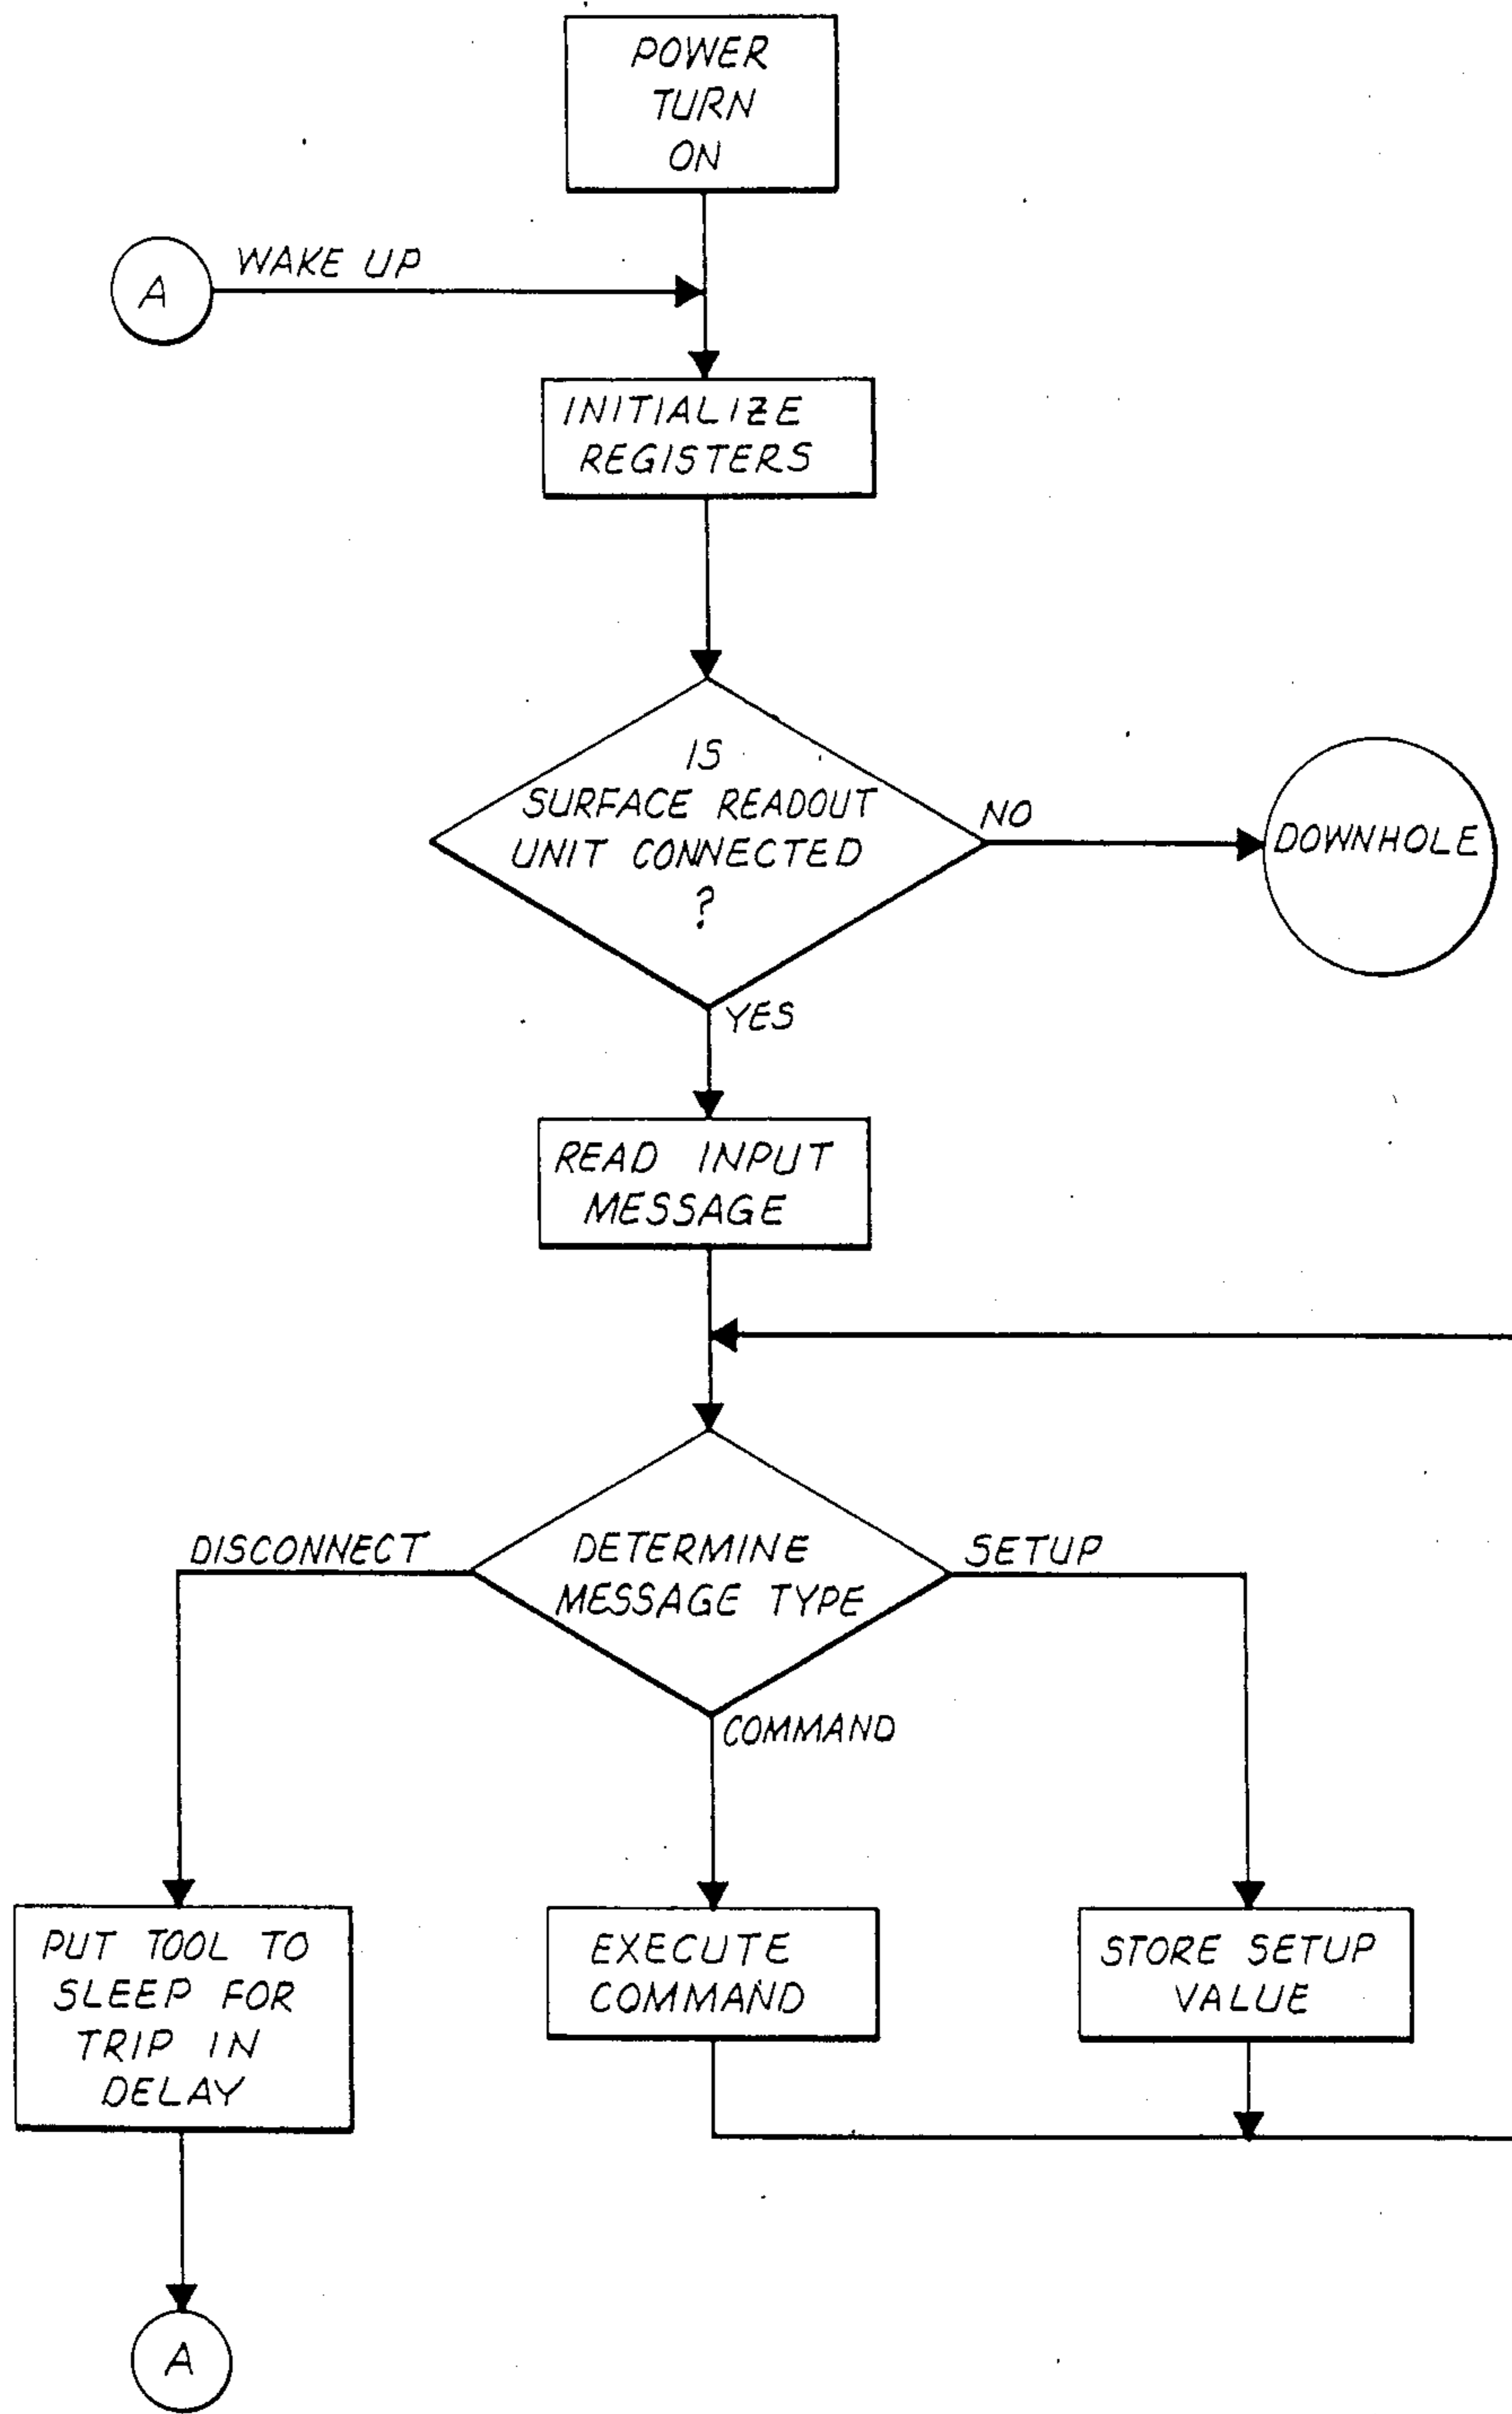 POWER
TURN
ON
A
WAKE UP
INITIALIZE
REGISTERS
IS
SURFACE READOUT
UNIT CONNECTED
?
NO
DOWNHOLE
YES
READ INPUT
MESSAGE
DISCONNECT
DETERMINE
MESSAGE TYPE
SETUP
COMMAND
PUT TOOL TO
SLEEP FOR
TRIP IN
DELAY
EXECUTE
COMMAND
STORE SETUP
VALUE
A